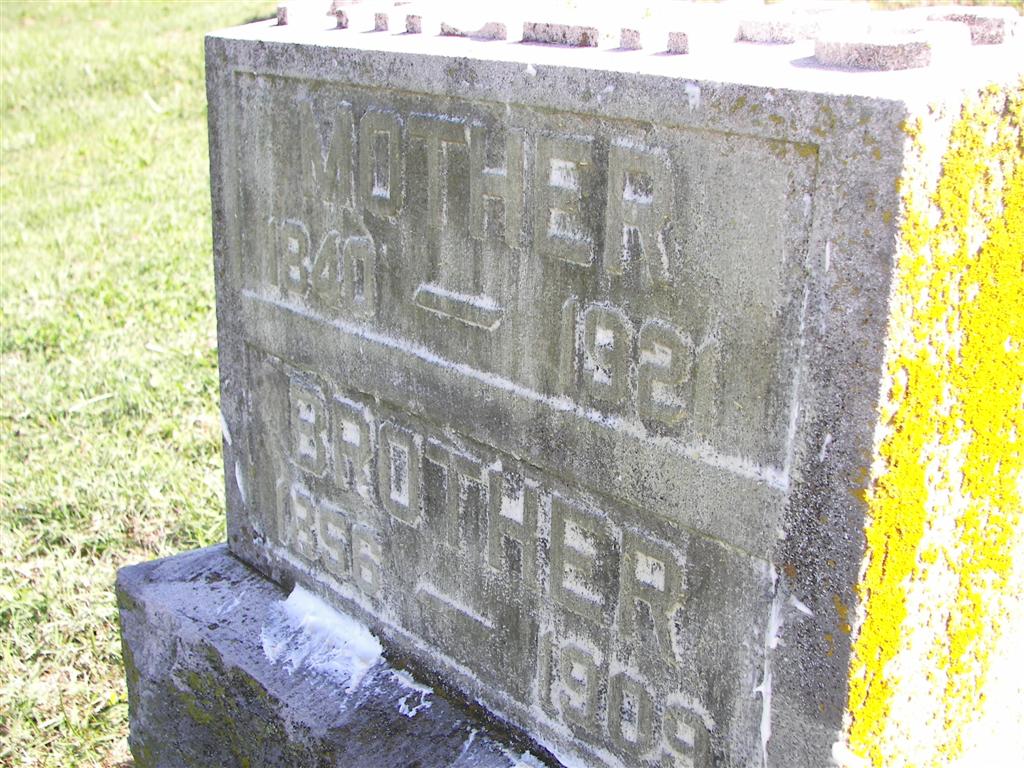 MOTHER
1840 — 1921
BROTHER
1856 — 1909